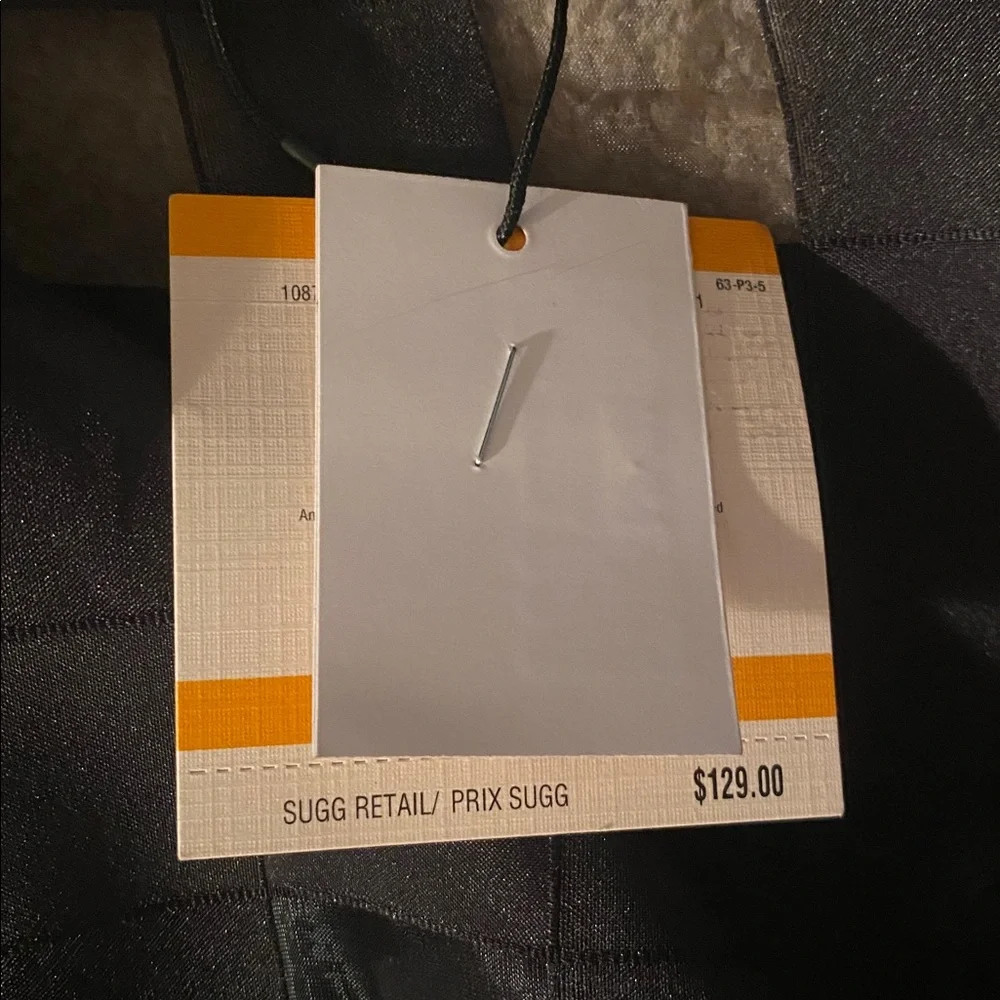 63-P3-5
1087
1
An
d
SUGG RETAIL/ PRIX SUGG $129.00